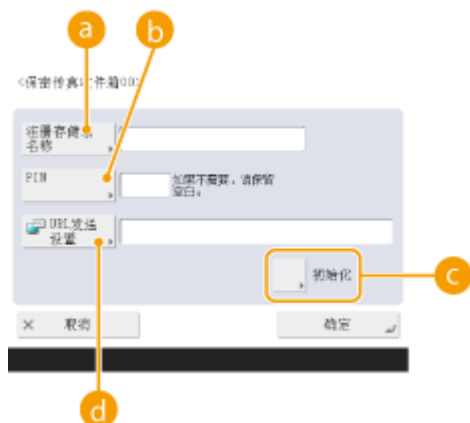 a
b
<保密传真收件箱00>
注册存储
名称
PIN
如果不需要，请保留
空白。
URL发送
设置
初始化
c
× 取消
确定
d